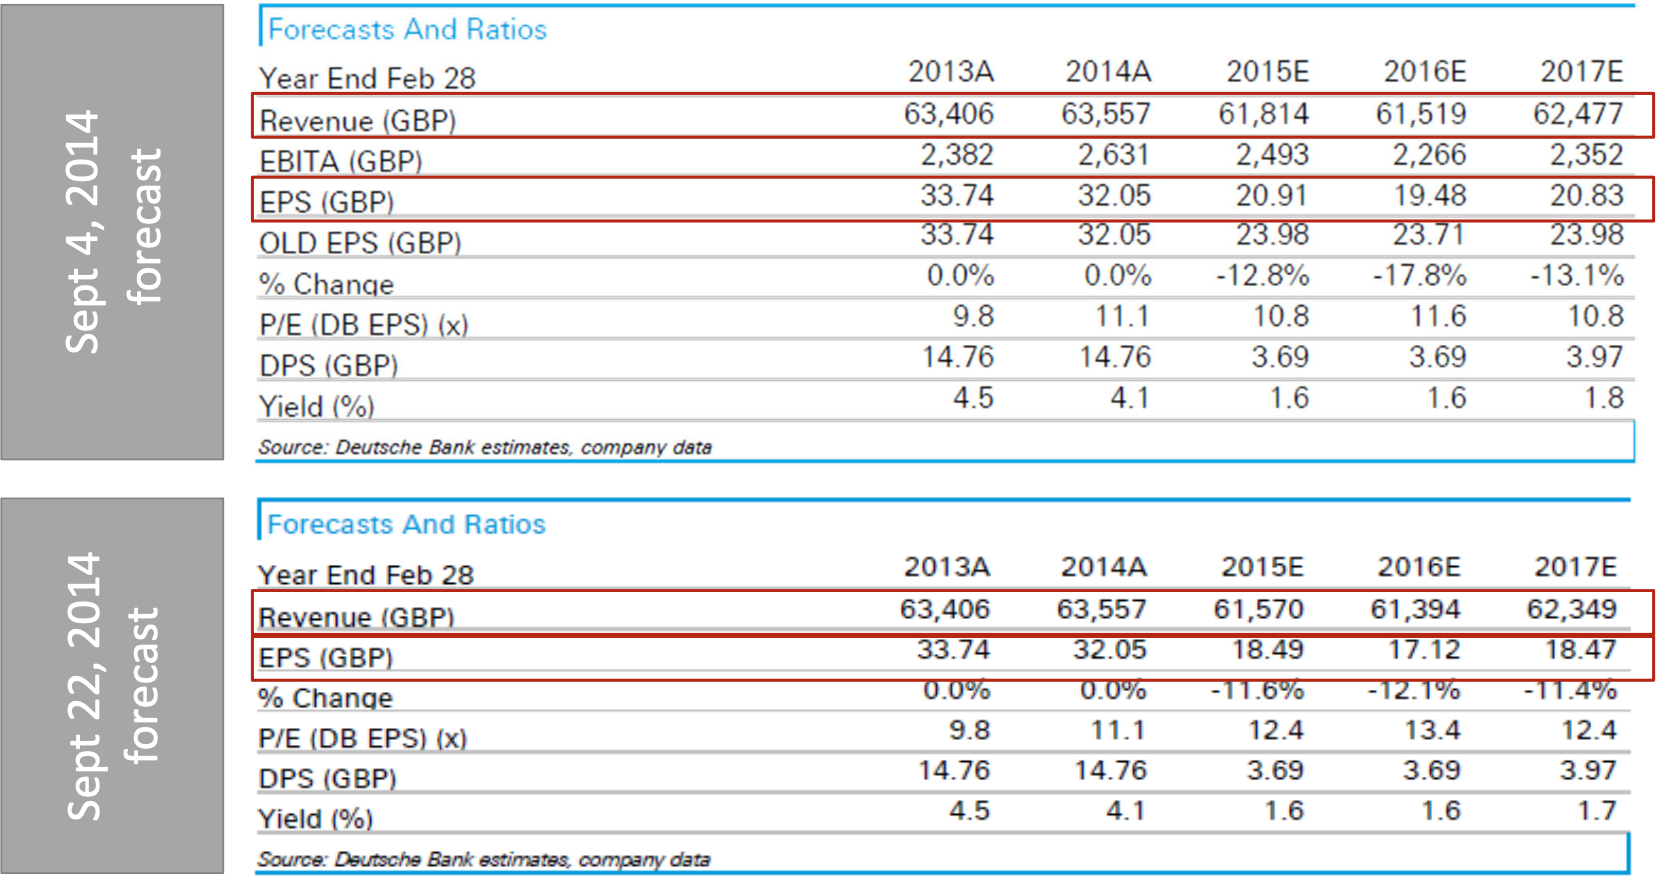 Sept 4, 2014
forecast
Forecasts And Ratios
Year End Feb 28 2013A 2014A 2015E 2016E 2017E
Revenue (GBP) 63,406 63,557 61,814 61,519 62,477
EBITA (GBP) 2,382 2,631 2,493 2,266 2,352
EPS (GBP) 33.74 32.05 20.91 19.48 20.83
OLD EPS (GBP) 33.74 32.05 23.98 23.71 23.98
% Change 0.0% 0.0% -12.8% -17.8% -13.1%
P/E (DB EPS) (x) 9.8 11.1 10.8 11.6 10.8
DPS (GBP) 14.76 14.76 3.69 3.69 3.97
Yield (%) 4.5 4.1 1.6 1.6 1.8
Source: Deutsche Bank estimates, company data
Sept 22, 2014
forecast
Forecasts And Ratios
Year End Feb 28 2013A 2014A 2015E 2016E 2017E
Revenue (GBP) 63,406 63,557 61,570 61,394 62,349
EPS (GBP) 33.74 32.05 18.49 17.12 18.47
% Change 0.0% 0.0% -11.6% -12.1% -11.4%
P/E (DB EPS) (x) 9.8 11.1 12.4 13.4 12.4
DPS (GBP) 14.76 14.76 3.69 3.69 3.97
Yield (%) 4.5 4.1 1.6 1.6 1.7
Source: Deutsche Bank estimates, company data